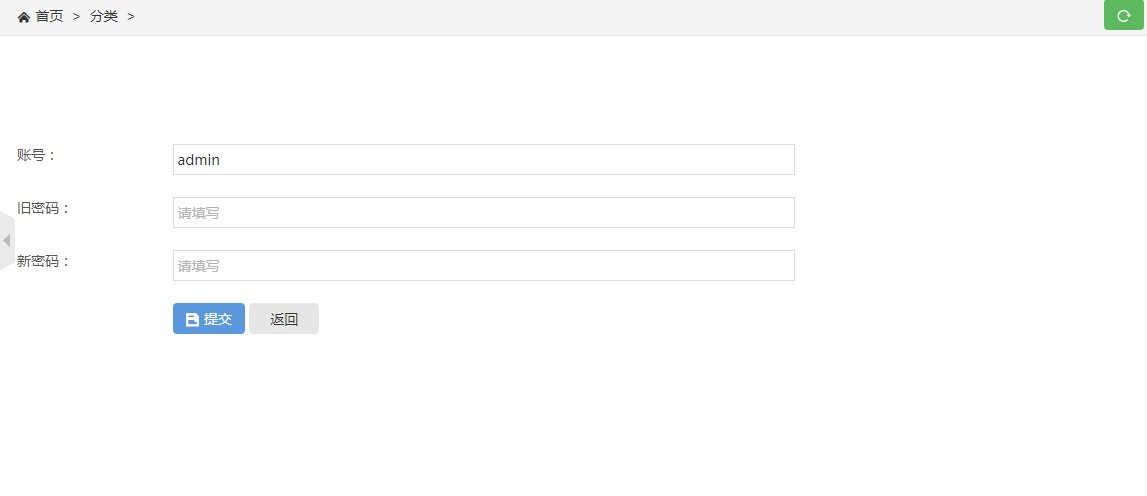 首页 > 分类 >
账号：
admin
旧密码：
请填写
新密码：
请填写
提交 返回